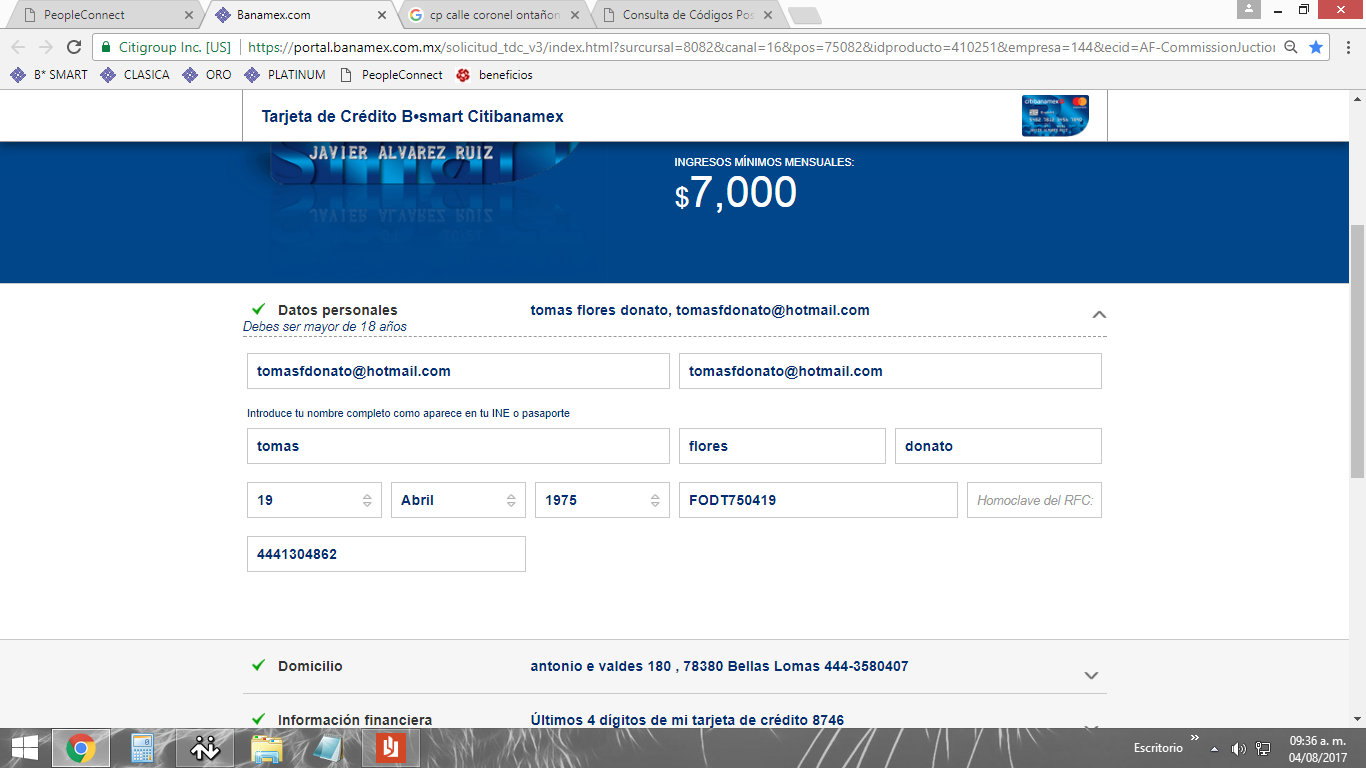 PeopleConnect
Banamex.com
cp calle coronel ontañon
Consulta de Códigos Pos
Citigroup Inc. [US]
https://portal.banamex.com.mx/solicitud_tdc_v3/index.html?surcursal=8082&canal=16&pos=75082&idproducto=410251&empresa=144&ecid=AF-CommissionJuction
B* SMART
CLASICA
ORO
PLATINUM
PeopleConnect
beneficios
Tarjeta de Crédito B•smart Citibanamex
citibanamex
JAVIER ALVAREZ RUIZ
INGRESOS MÍNIMOS MENSUALES:
$7,000
Datos personales
tomas flores donato, tomasfdonato@hotmail.com
Debes ser mayor de 18 años
tomasfdonato@hotmail.com
tomasfdonato@hotmail.com
Introduce tu nombre completo como aparece en tu INE o pasaporte
tomas
flores
donato
19
Abril
1975
FODT750419
Homoclave del RFC:
4441304862
Domicilio
antonio e valdes 180 , 78380 Bellas Lomas 444-3580407
Información financiera
Últimos 4 dígitos de mi tarjeta de crédito 8746
Escritorio
09:36 a. m.
04/08/2017